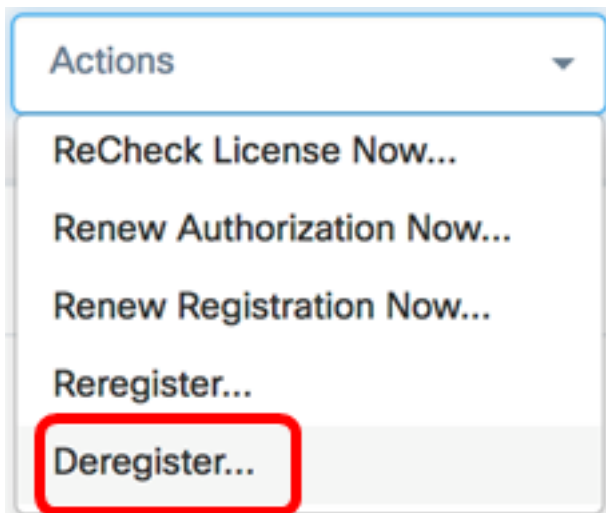 Actions
ReCheck License Now...
Renew Authorization Now...
Renew Registration Now...
Reregister...
Deregister...